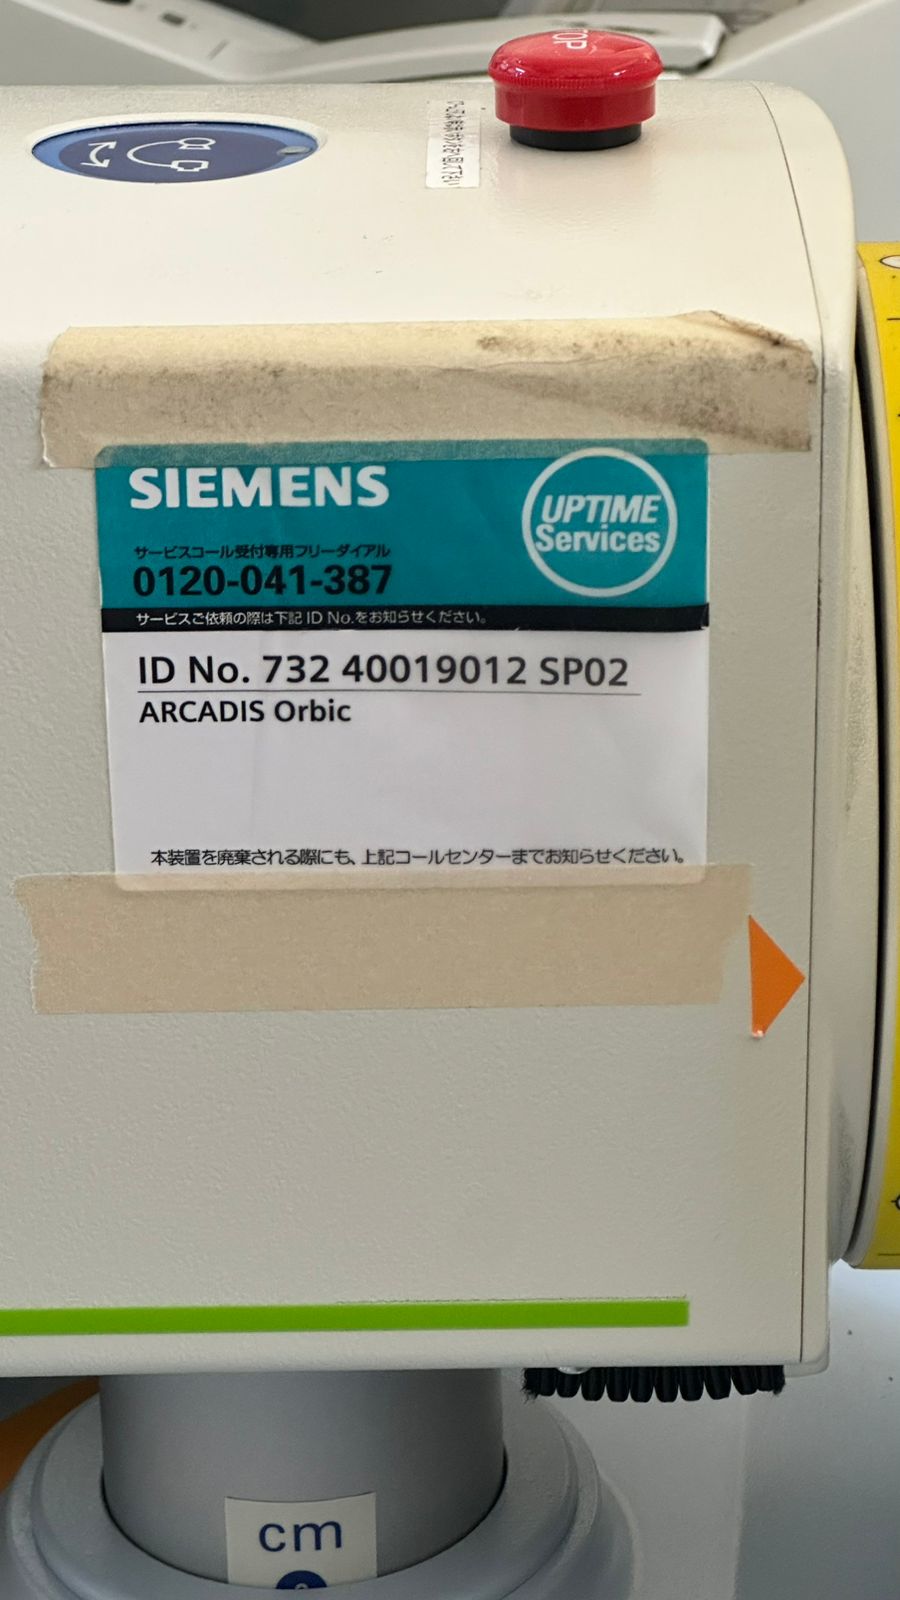 STOP
SIEMENS
UPTIME
Services
サービスコール受付専用フリーダイアル
0120-041-387
サービスご依頼の際は下記 ID No.をお知らせください。
ID No. 732 40019012 SP02
ARCADIS Orbic
本装置を廃棄される際にも、上記コールセンターまでお知らせください。
cm